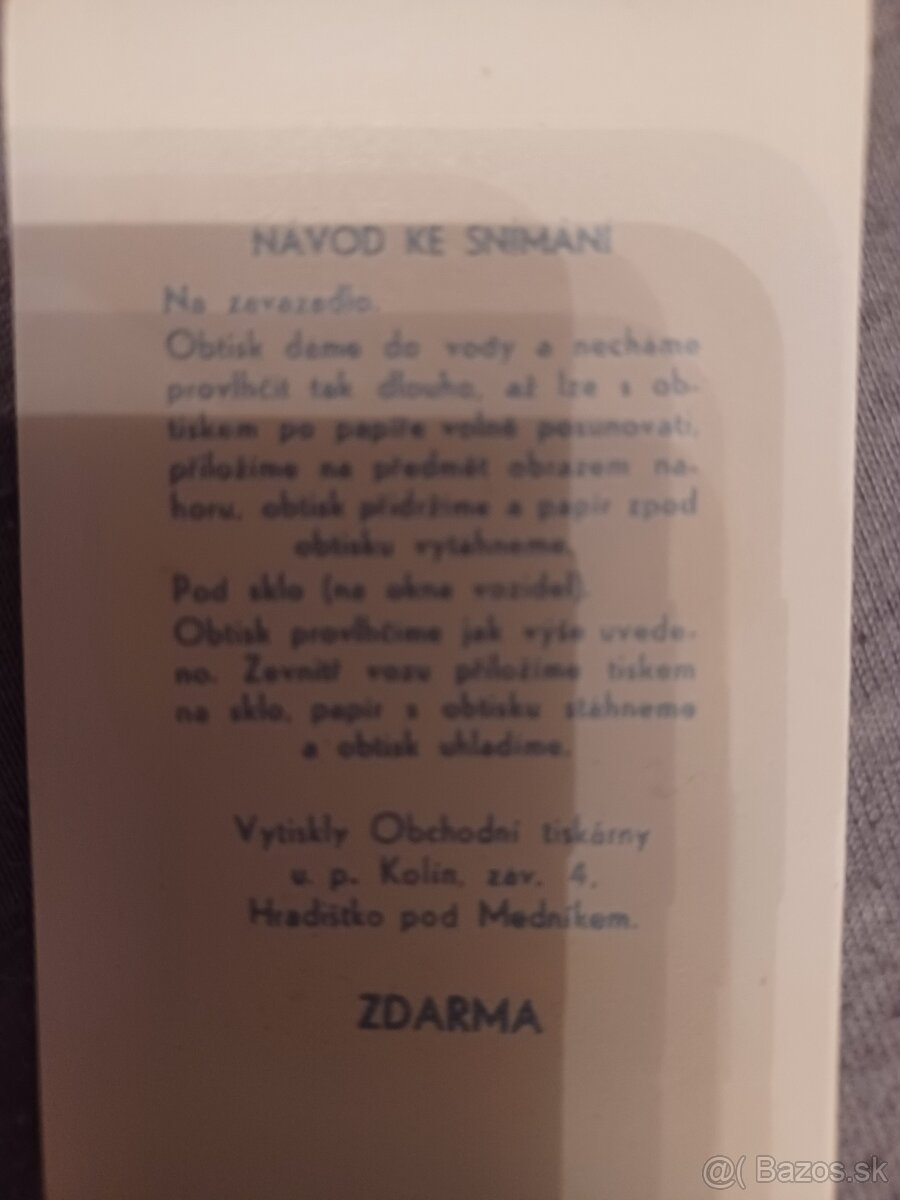 NÁVOD KE SNÍMÁNÍ
Na zavazadlo.
Obtisk dáme do vody a necháme
provlhčit tak dlouho, až lze s ob-
tiskem po papíře volně posunovati,
přiložíme na předmět obrazem na-
horu, obtisk přidržíme a papír zpod
obtisku vytáhneme.
Pod sklo (na okna vozidel).
Obtisk provlhčíme jak výše uvede-
no. Zevnitř vozu přiložíme tiskem
na sklo, papír s obtisku stáhneme
a obtisk uhladíme.
Vytiskly Obchodní tiskárny
u. p. Kolín, záv. 4,
Hradištko pod Medníkem.
ZDARMA
@( Bazos.sk